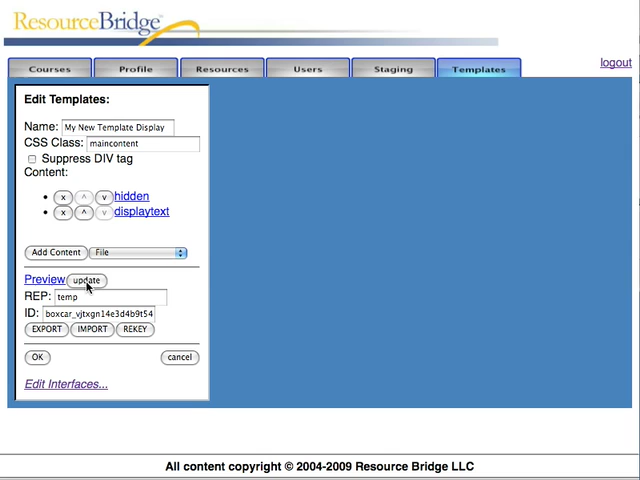 ResourceBridge™
logout
Courses Profile Resources Users Staging Templates
Edit Templates:
Name: My New Template Display
CSS Class: maincontent
Suppress DIV tag
Content:
x ^ v hidden
x ^ v displaytext
Add Content File
Preview update
REP: temp
ID: boxcar_vjtxgn14e3d4b9t54
EXPORT IMPORT REKEY
OK cancel
Edit Interfaces...
All content copyright © 2004-2009 Resource Bridge LLC